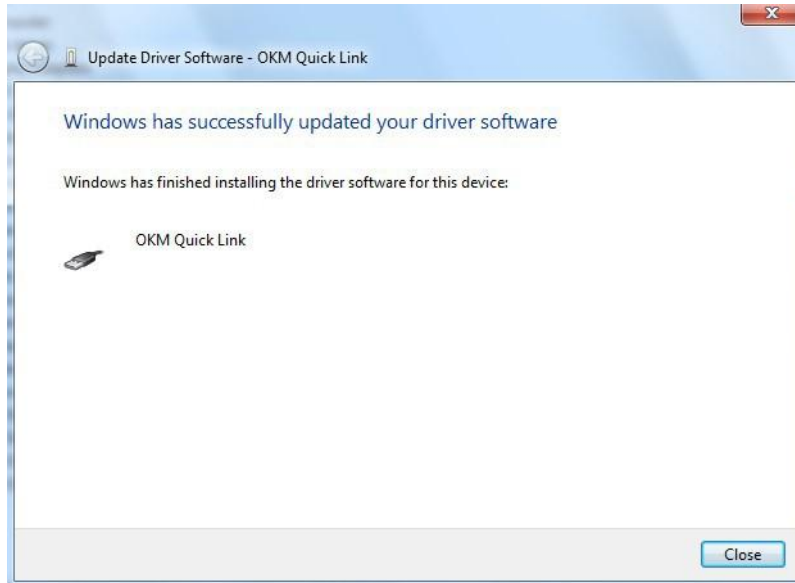 Update Driver Software - OKM Quick Link
Windows has successfully updated your driver software
Windows has finished installing the driver software for this device:
OKM Quick Link
Close